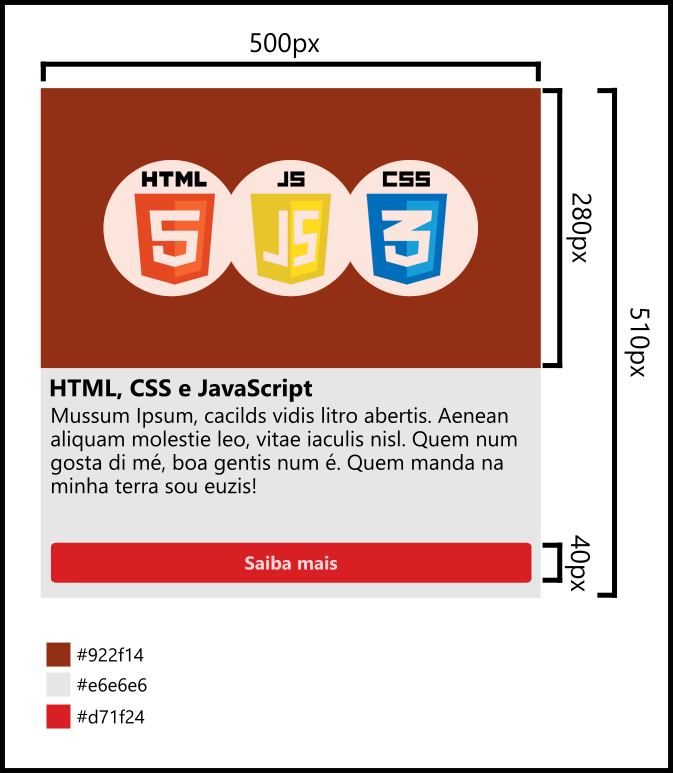 500px
HTML
JS
CSS
5
JS
3
280px
510px
HTML, CSS e JavaScript
Mussum Ipsum, cacilds vidis litro abertis. Aenean
aliquam molestie leo, vitae iaculis nisl. Quem num
gosta di mé, boa gentis num é. Quem manda na
minha terra sou euzis!
Saiba mais
40px
#922f14
#e6e6e6
#d71f24